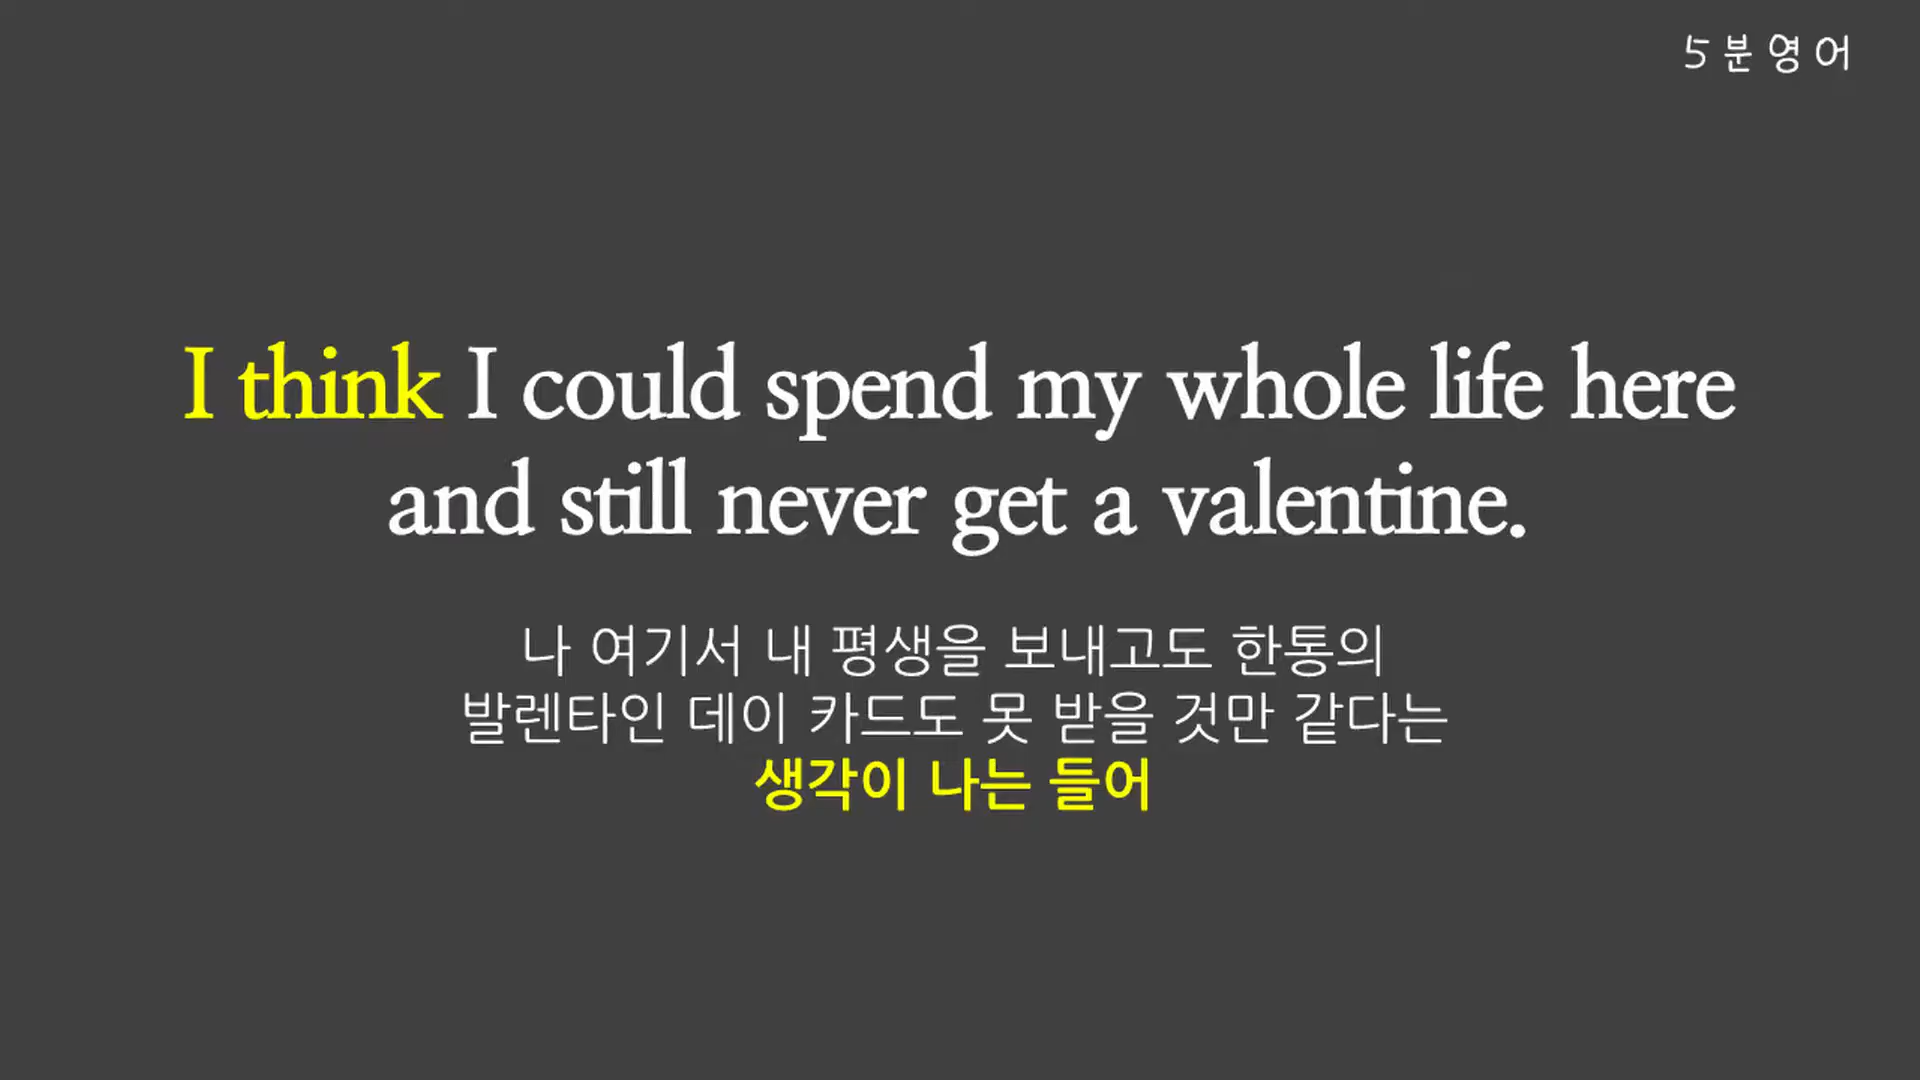 5분영어
I think I could spend my whole life here
and still never get a valentine.
나 여기서 내 평생을 보내고도 한통의
발렌타인 데이 카드도 못 받을 것만 같다는
생각이 나는 들어